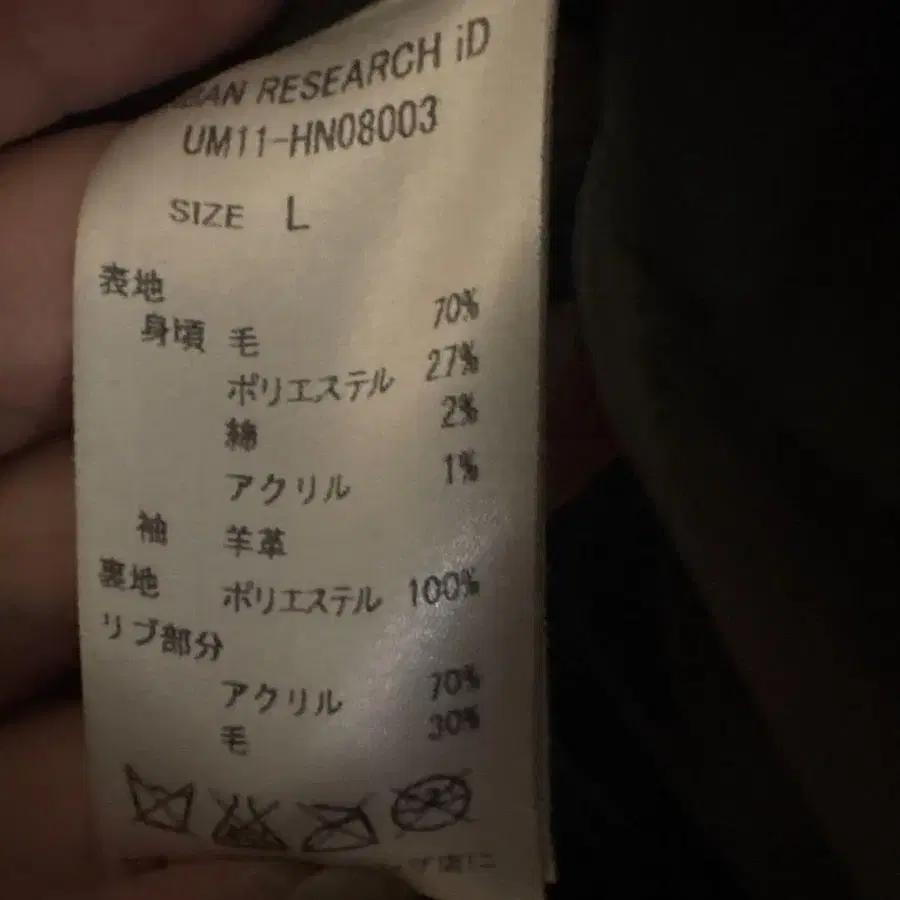 RESEARCH iD
UM11-HN08003
SIZE L
表地
身頃 毛 70%
ポリエステル 27%
綿 2%
アクリル 1%
袖 羊革
裏地 ポリエステル 100%
リブ部分
アクリル 70%
毛 30%